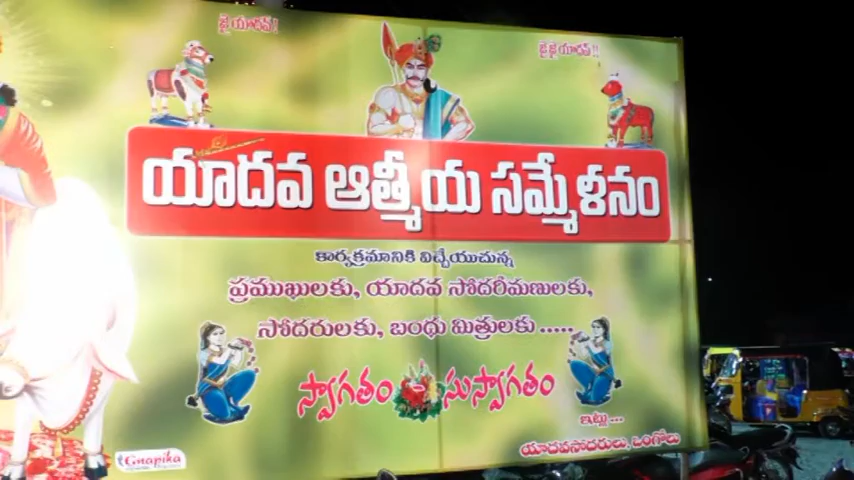 జై యాదవ్!
జైజై యాదవ్!!
యాదవ ఆత్మీయ సమ్మేళనం
కార్యక్రమానికి విచ్చేయుచున్న
ప్రముఖులకు, యాదవ సోదరీమణులకు,
సోదరులకు, బంధు మిత్రులకు .....
స్వాగతం సుస్వాగతం
ఇట్లు...
యాదవసోదరులు, ఒంగోలు
Gnapika